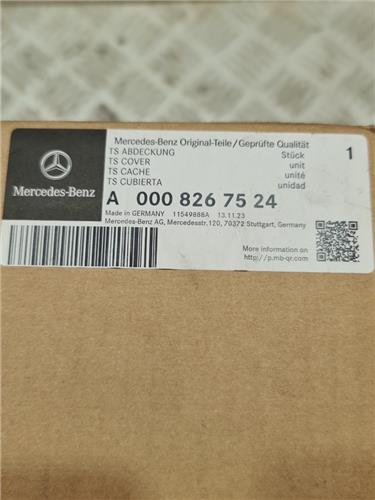 Mercedes-Benz Original-Teile/Geprüfte Qualität
TS ABDECKUNG Stück 1
TS COVER unit
TS CACHE unité
TS CUBIERTA unidad
Mercedes-Benz
A 000 826 75 24
Made in GERMANY 11549888A 13.11.23
Mercedes-Benz AG, Mercedesstr.120, 70372 Stuttgart, Germany
More information on
http://p.mb-qr.com